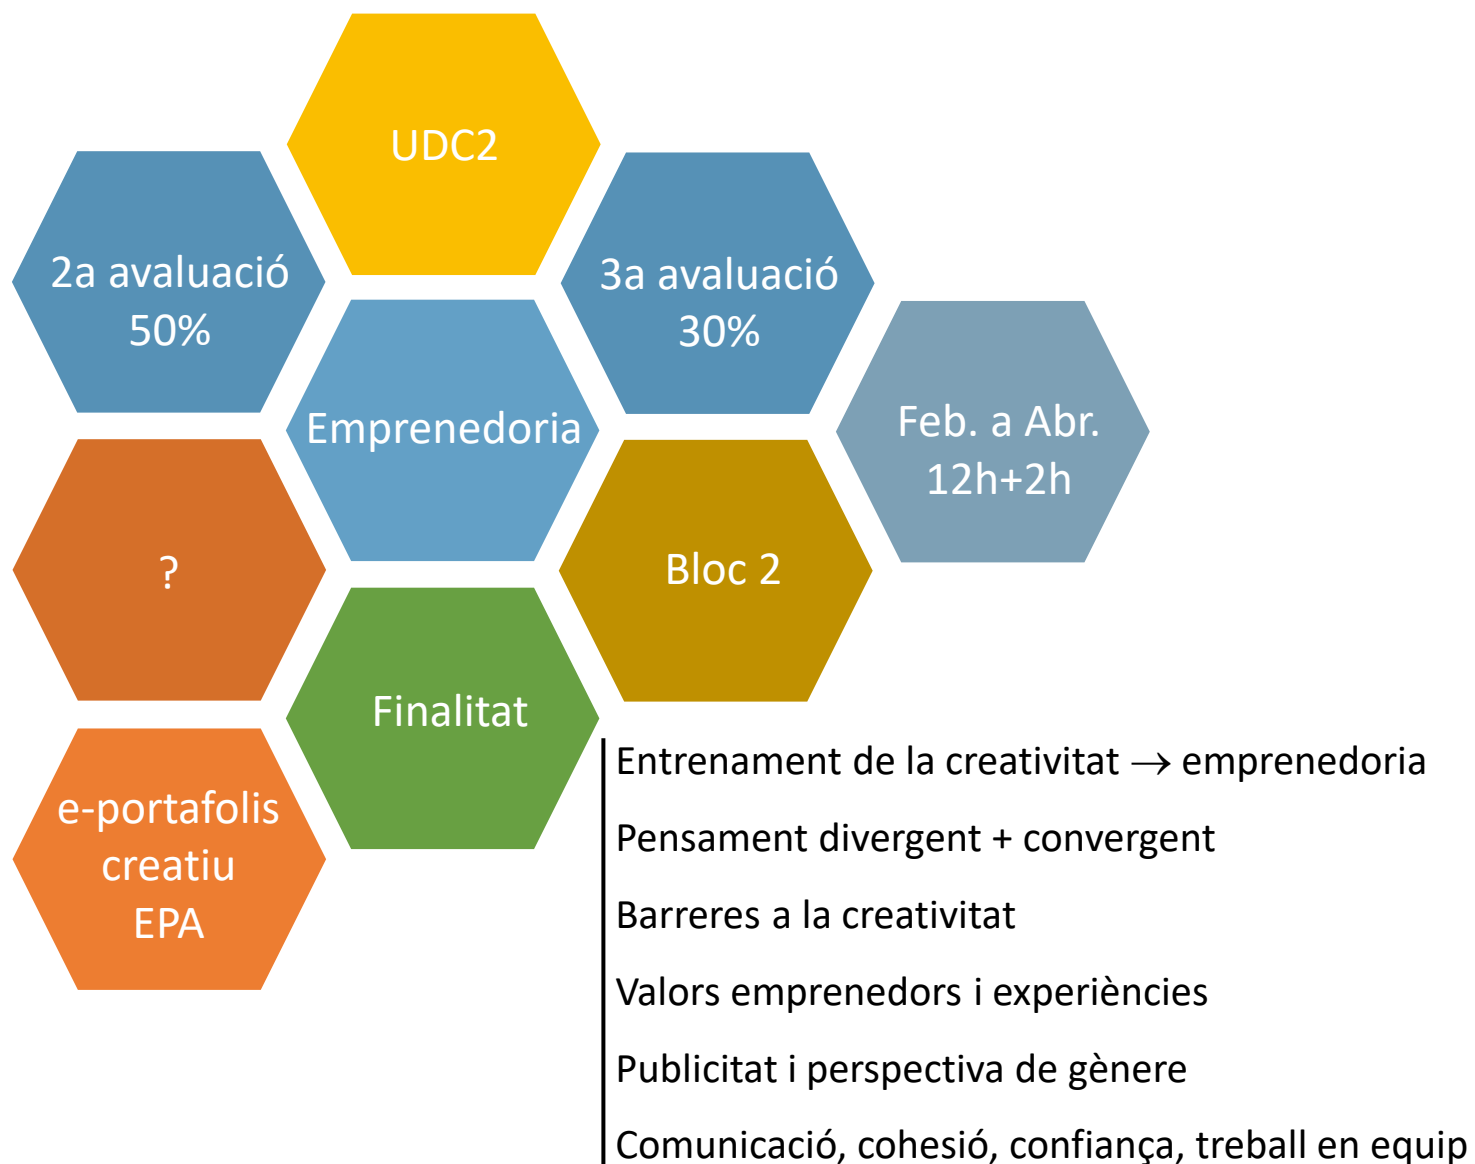 UDC2
2a avaluació
50%
3a avaluació
30%
Emprenedoria
Feb. a Abr.
12h+2h
?
Bloc 2
Finalitat
e-portafolis
creatiu
EPA
Entrenament de la creativitat → emprenedoria
Pensament divergent + convergent
Barreres a la creativitat
Valors emprenedors i experiències
Publicitat i perspectiva de gènere
Comunicació, cohesió, confiança, treball en equip